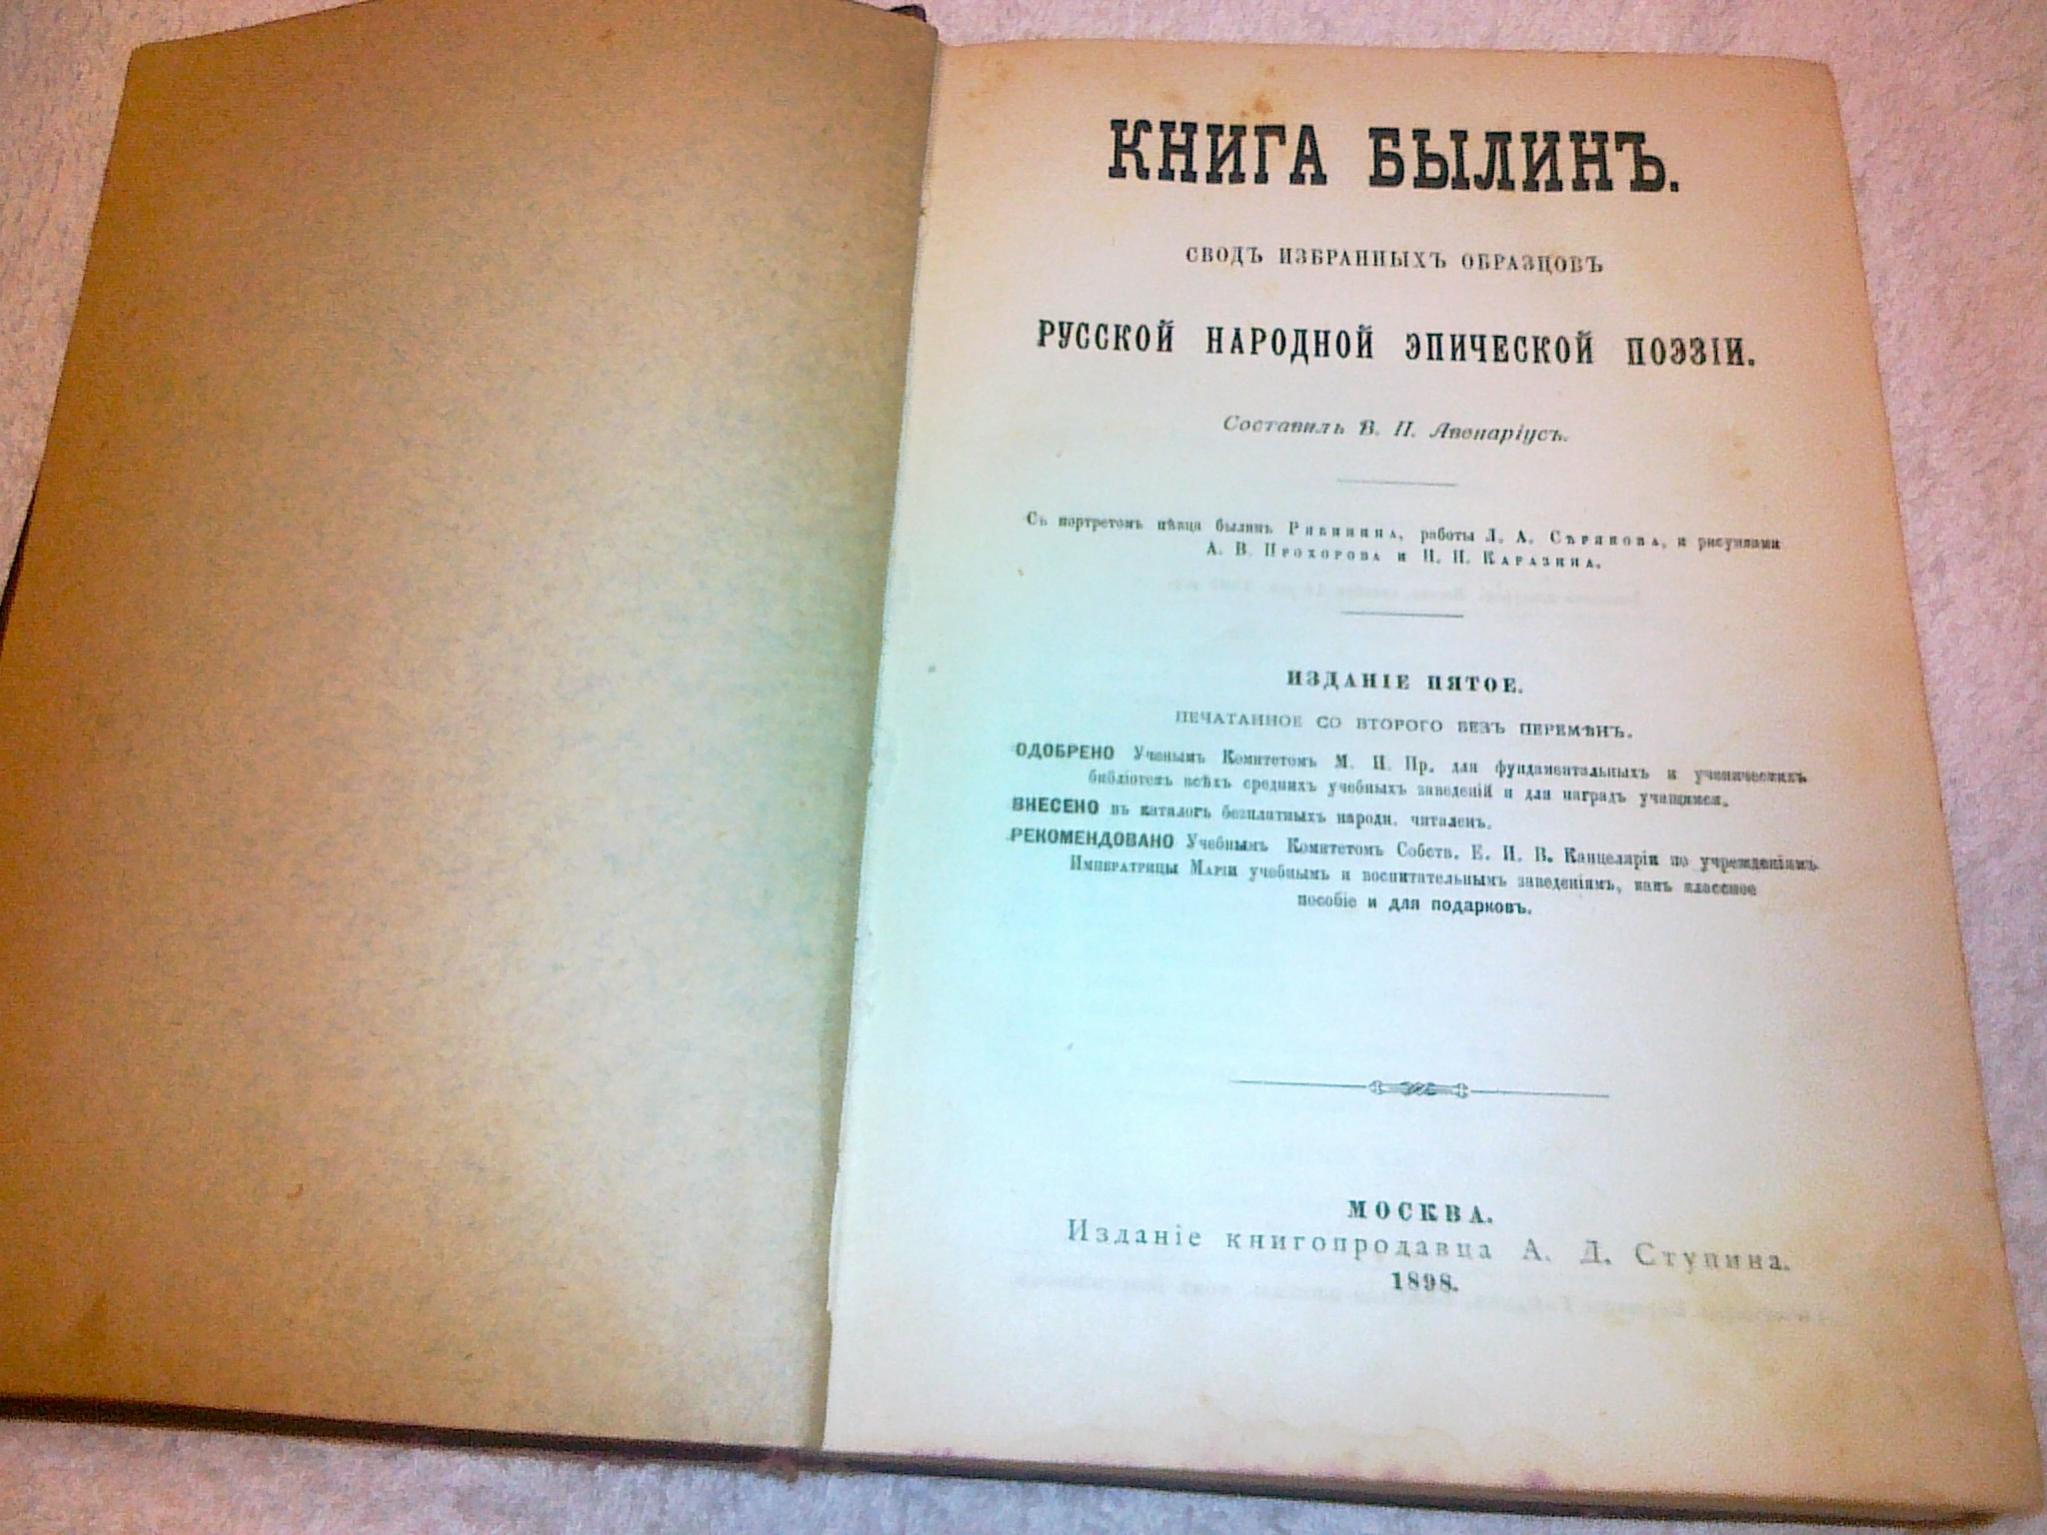 КНИГА БЫЛИНЪ.
СВОДЪ ИЗБРАННЫХЪ ОБРАЗЦОВЪ
РУССКОЙ НАРОДНОЙ ЭПИЧЕСКОЙ ПОЭЗІИ.
Составилъ В. П. Авенаріусъ.
Съ портретомъ пѣвца былинъ Рябинина, работы Л. А. Сѣрякова, и рисунками
А. В. Прохорова и Н. Н. Каразина.
ИЗДАНІЕ ПЯТОЕ.
ПЕЧАТАННОЕ СО ВТОРОГО БЕЗЪ ПЕРЕМѢНЪ.
ОДОБРЕНО Ученымъ Комитетомъ М. Н. Пр. для фундаментальныхъ и ученическихъ
библіотекъ всѣхъ среднихъ учебныхъ заведеній и для наградъ учащимся.
ВНЕСЕНО въ каталогъ безплатныхъ народн. читаленъ.
РЕКОМЕНДОВАНО Учебнымъ Комитетомъ Собств. Е. И. В. Канцеляріи по учрежденіямъ
Императрицы Маріи учебнымъ и воспитательнымъ заведеніямъ, какъ классное
пособіе и для подарковъ.
МОСКВА.
Изданіе книгопродавца А. Д. Ступина.
1898.